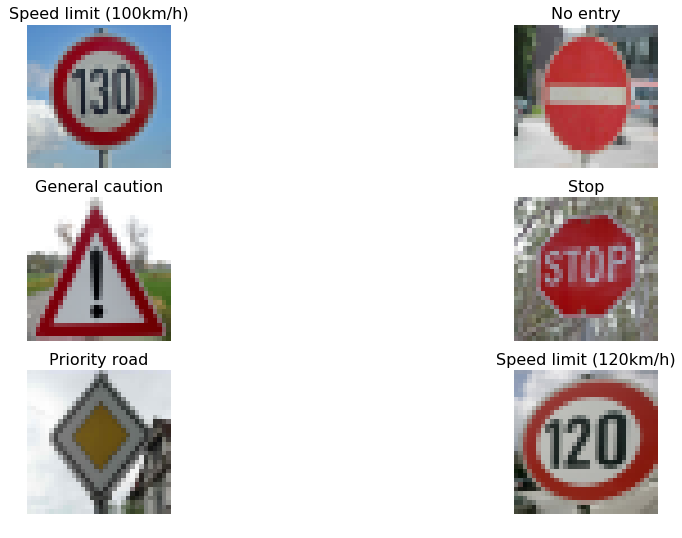 Speed limit (100km/h)
No entry
130
General caution
Stop
!
STOP
Priority road
Speed limit (120km/h)
120